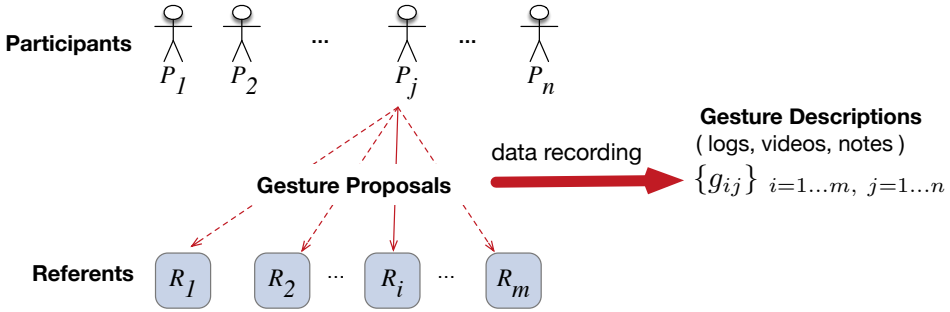 Participants
P1 P2 ... Pj ... Pn
Gesture Descriptions
( logs, videos, notes )
data recording
{gij} i=1...m, j=1...n
Gesture Proposals
Referents
R1 R2 ... Ri ... Rm